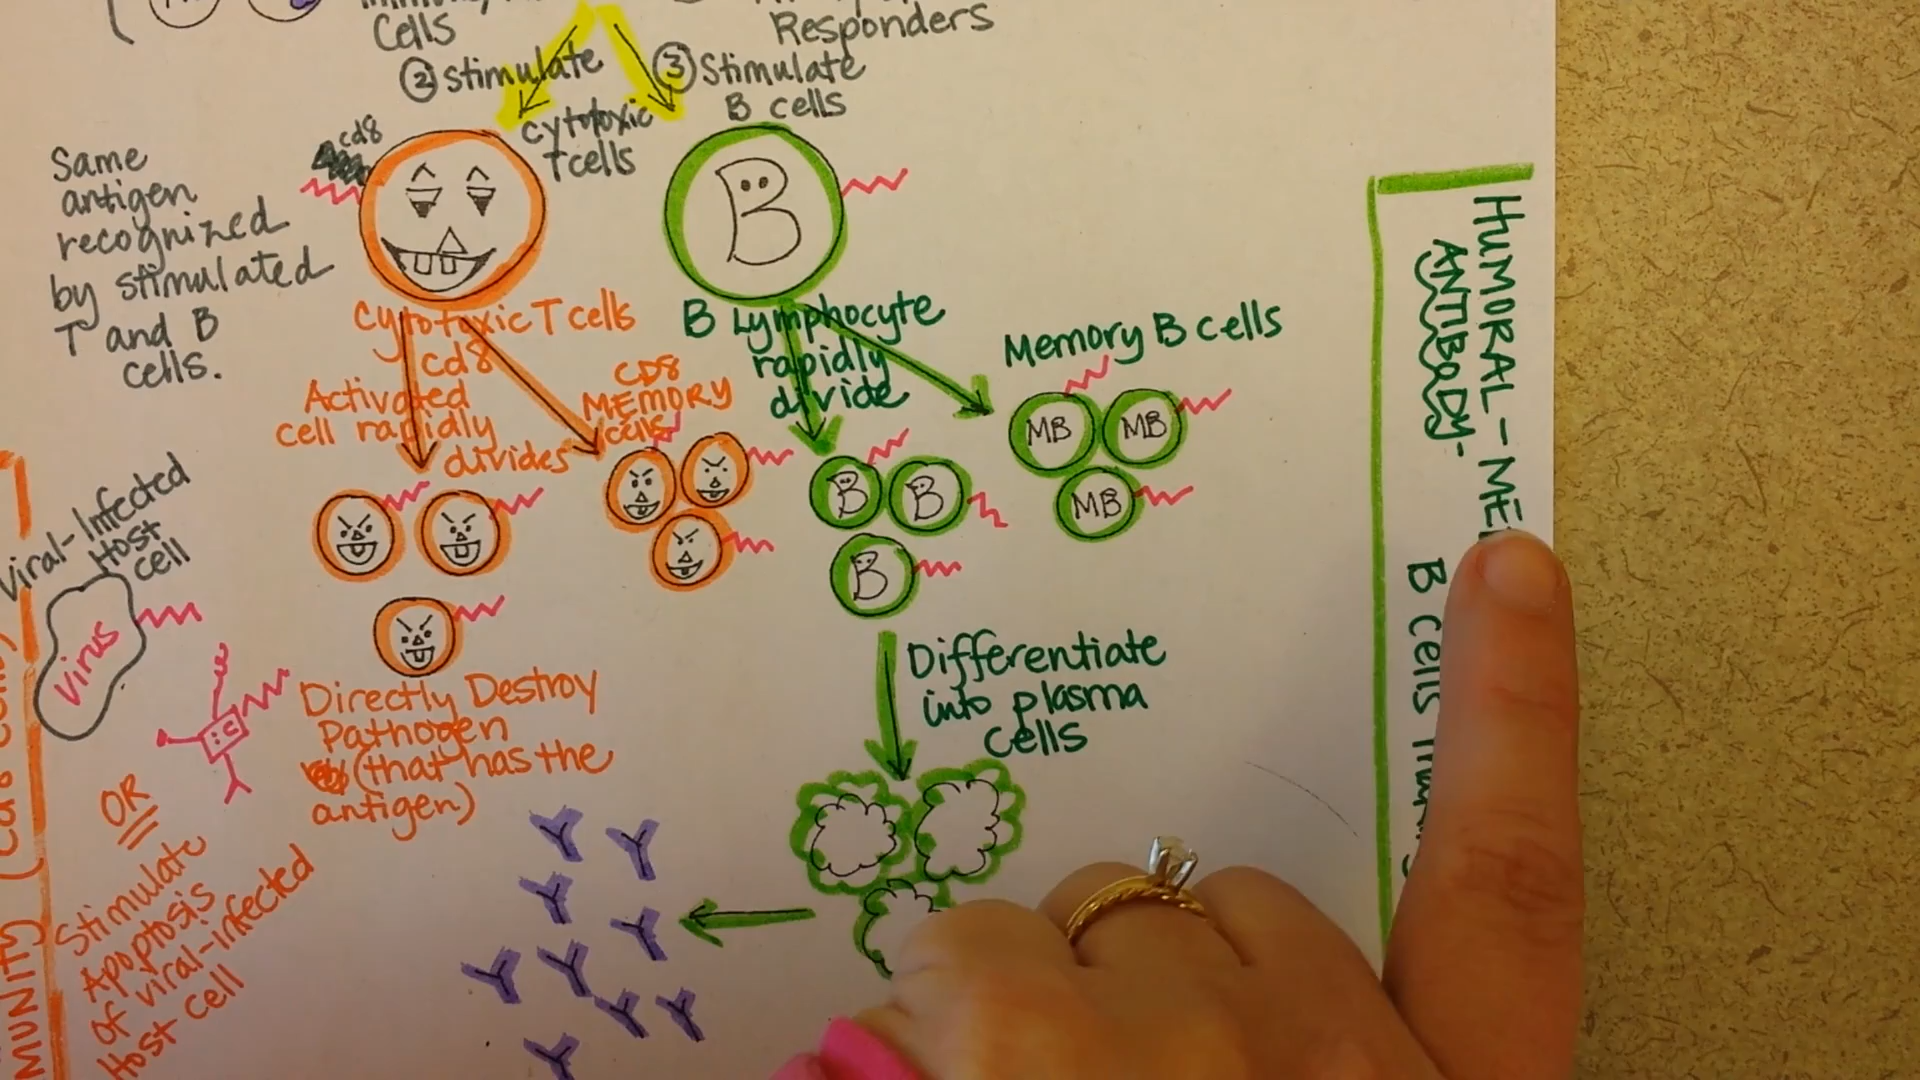 Cells
Responders
② stimulate
cytotoxic
T cells
③ Stimulate
B cells
cd8
Same
antigen
recognized
by stimulated
T and B
cells.
B
Cytotoxic T cells
cd8
Activated
cell rapidly
divides
CD8
MEMORY
cells
B Lymphocyte
rapidly
divide
Memory B cells
MB MB
MB
B B
B
Viral-Infected
Host
cell
Virus
Directly Destroy
Pathogen
(that has the
antigen)
OR
Stimulate
Apoptosis
of viral-infected
Host cell
Differentiate
into plasma
cells
HUMORAL-ME
ANTIBODY-
B cells